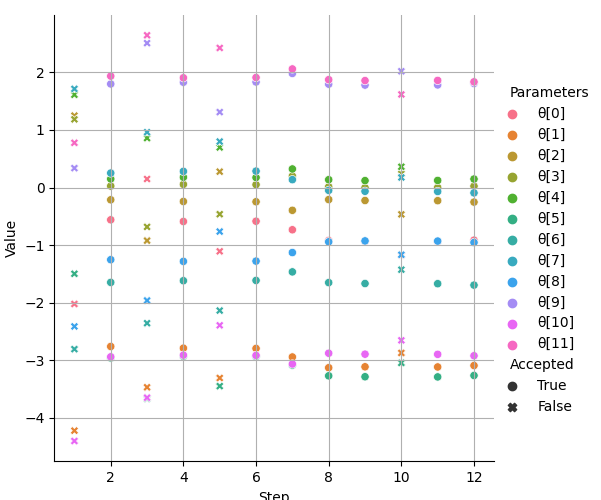 2
1
0
−1
−2
−3
−4
Value
2
4
6
8
10
12
Step
Parameters
θ[0]
θ[1]
θ[2]
θ[3]
θ[4]
θ[5]
θ[6]
θ[7]
θ[8]
θ[9]
θ[10]
θ[11]
Accepted
True
False